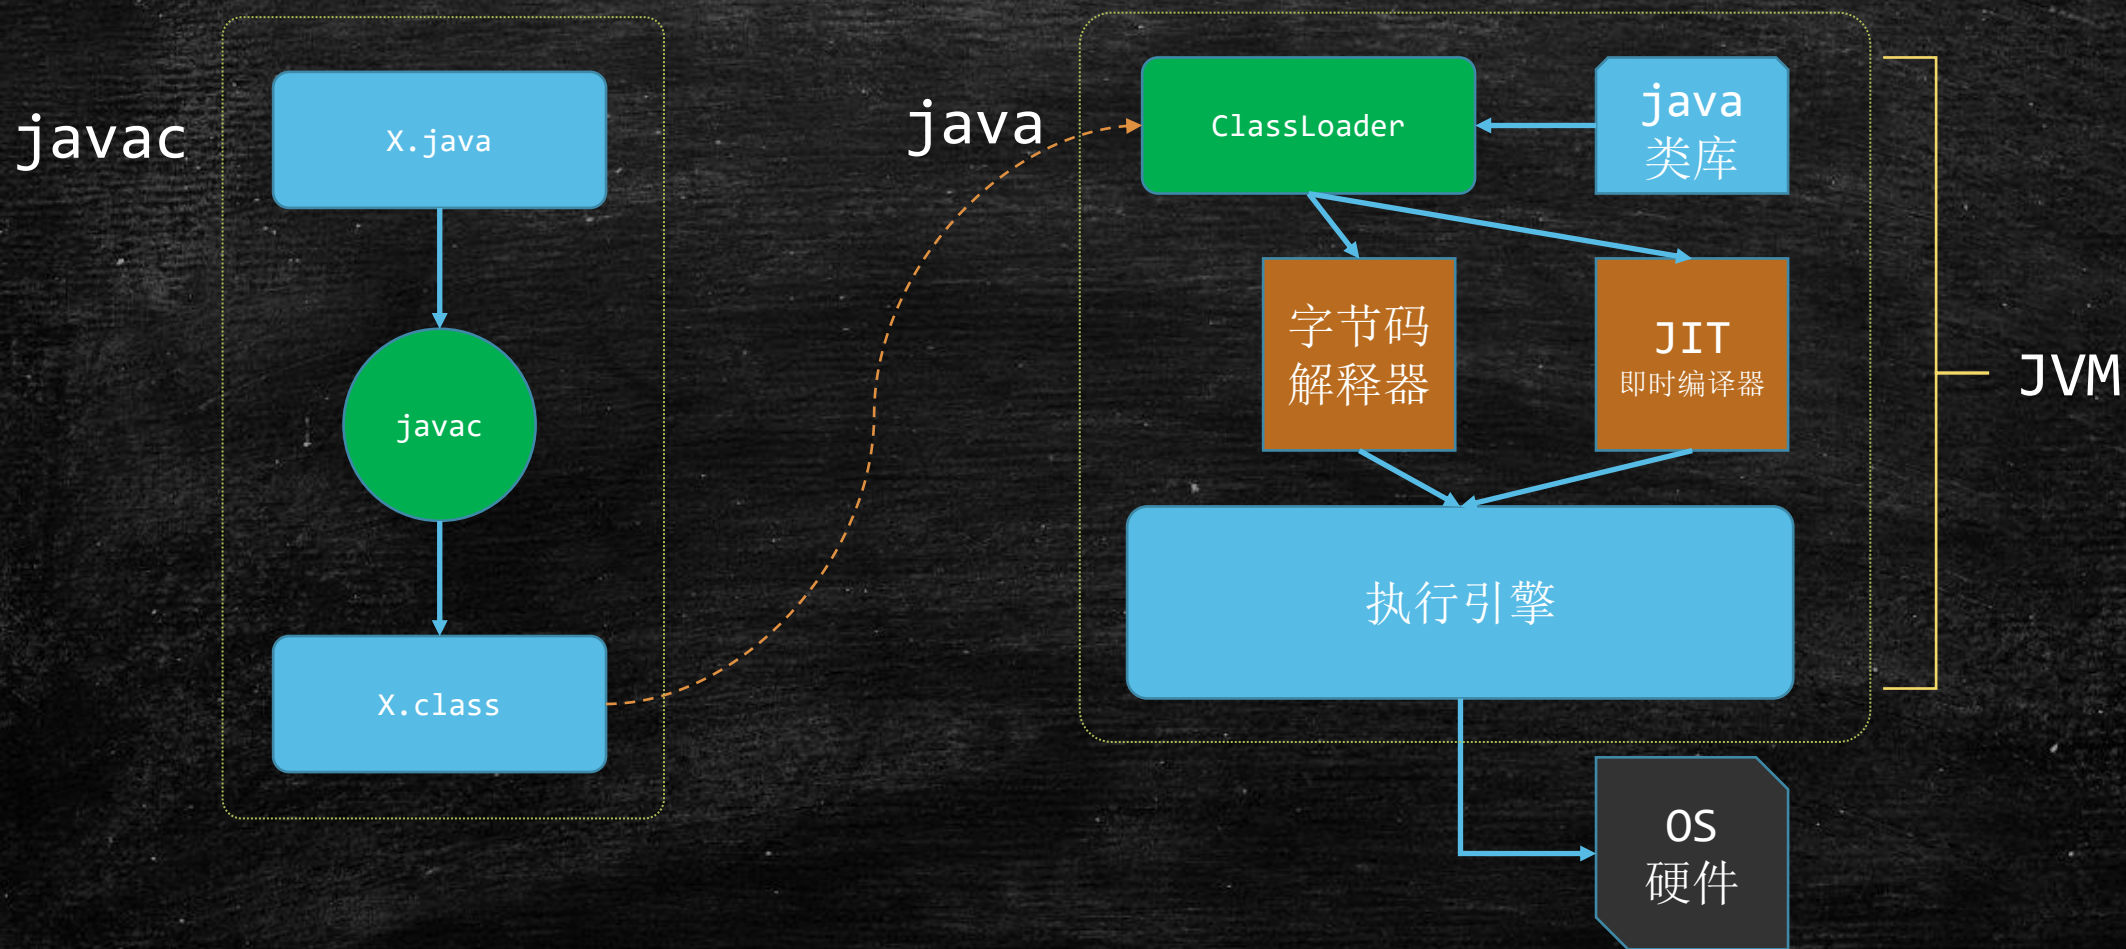 javac
X.java
javac
X.class
java
ClassLoader
java
类库
字节码
解释器
JIT
即时编译器
执行引擎
OS
硬件
JVM